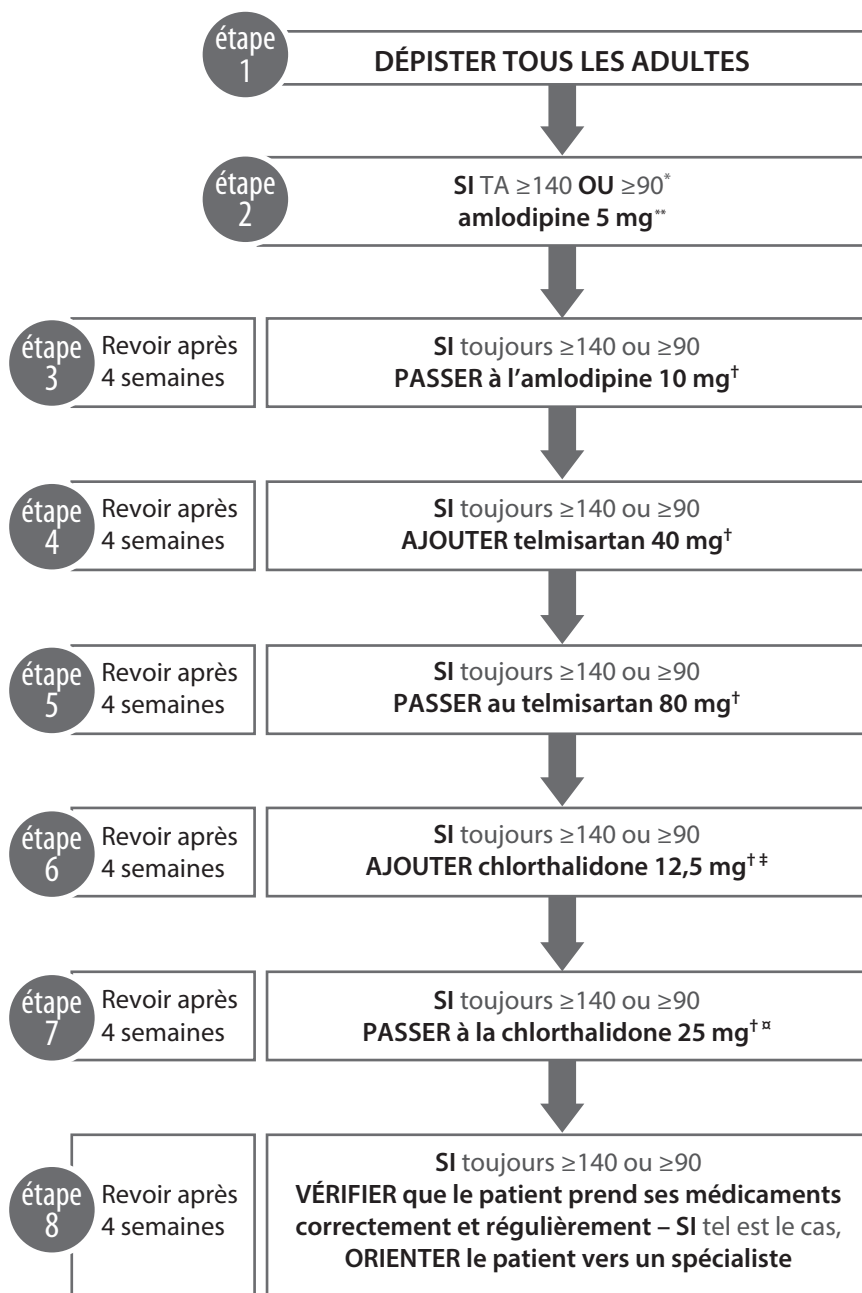 étape
1
DÉPISTER TOUS LES ADULTES
étape
2
SI TA ≥140 OU ≥90*
amlodipine 5 mg**
étape
3
Revoir après
4 semaines
SI toujours ≥140 ou ≥90
PASSER à l’amlodipine 10 mg†
étape
4
Revoir après
4 semaines
SI toujours ≥140 ou ≥90
AJOUTER telmisartan 40 mg†
étape
5
Revoir après
4 semaines
SI toujours ≥140 ou ≥90
PASSER au telmisartan 80 mg†
étape
6
Revoir après
4 semaines
SI toujours ≥140 ou ≥90
AJOUTER chlorthalidone 12,5 mg† ‡
étape
7
Revoir après
4 semaines
SI toujours ≥140 ou ≥90
PASSER à la chlorthalidone 25 mg† ¤
étape
8
Revoir après
4 semaines
SI toujours ≥140 ou ≥90
VÉRIFIER que le patient prend ses médicaments
correctement et régulièrement – SI tel est le cas,
ORIENTER le patient vers un spécialiste